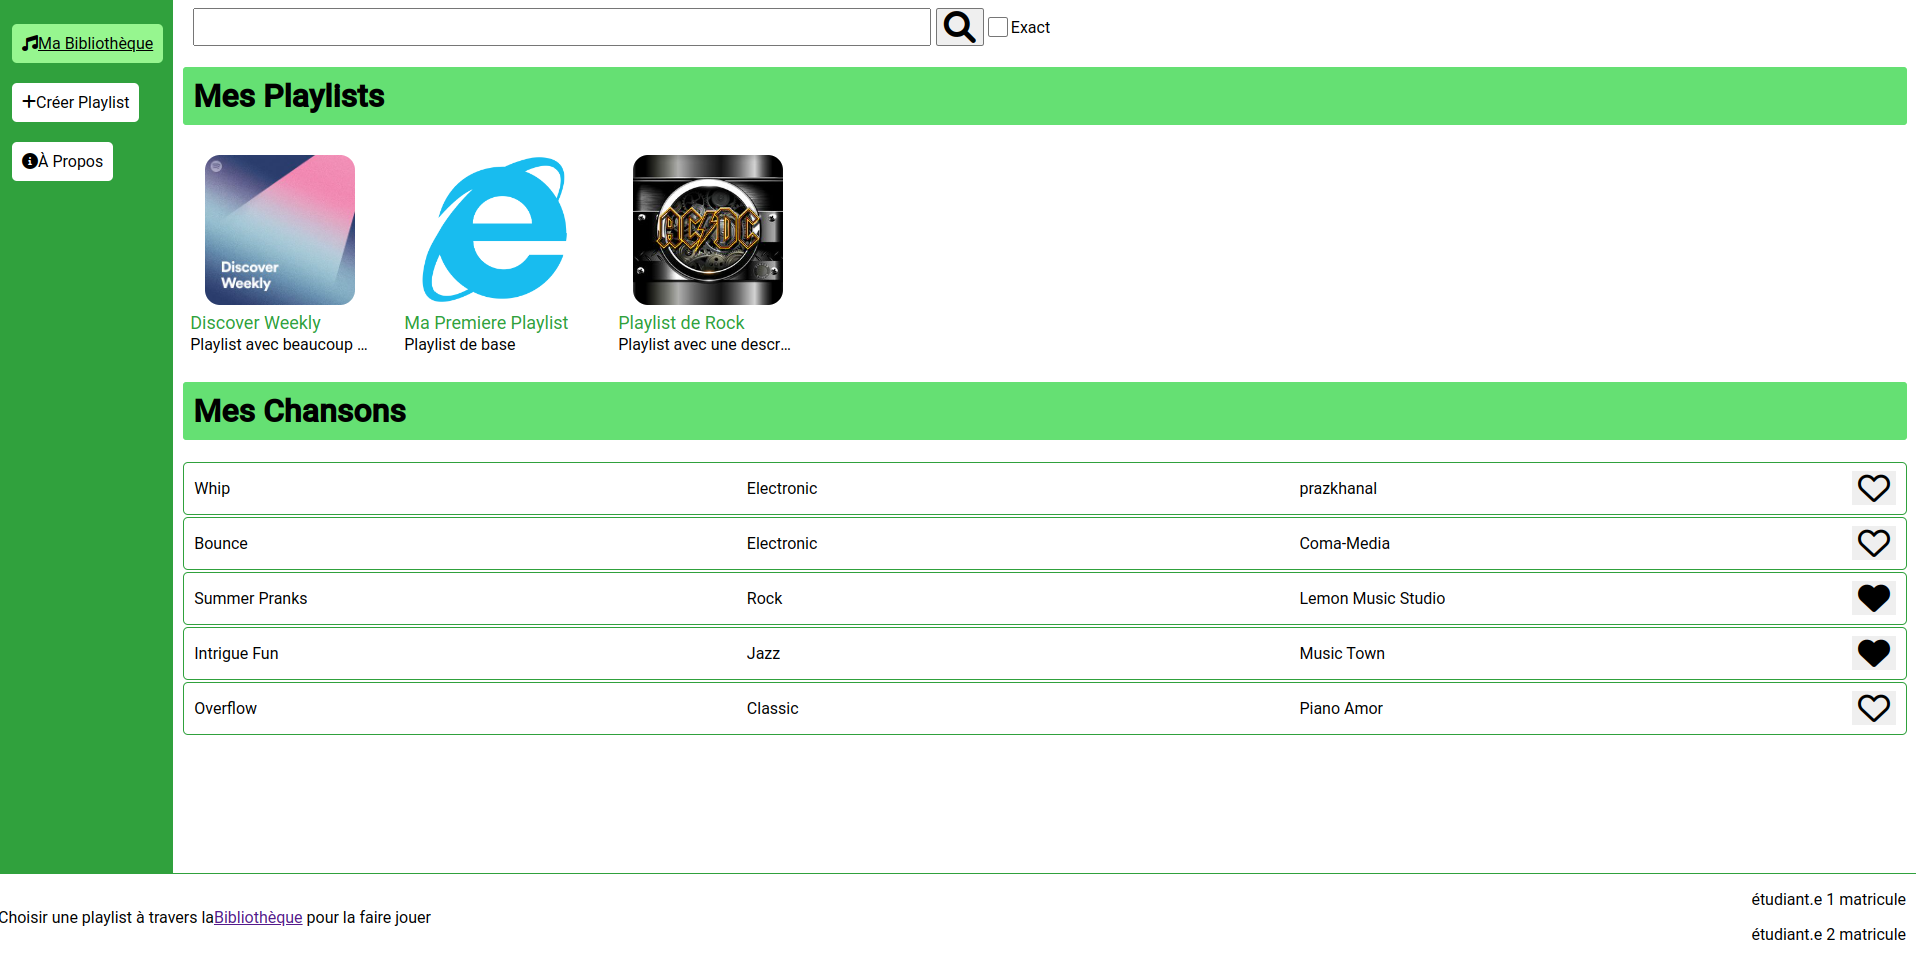 Ma Bibliothèque
Créer Playlist
À Propos
Exact
Mes Playlists
Discover
Weekly
AC/DC
Discover Weekly
Playlist avec beaucoup ...
Ma Premiere Playlist
Playlist de base
Playlist de Rock
Playlist avec une descr...
Mes Chansons
Whip Electronic prazkhanal
Bounce Electronic Coma-Media
Summer Pranks Rock Lemon Music Studio
Intrigue Fun Jazz Music Town
Overflow Classic Piano Amor
Choisir une playlist à travers laBibliothèque pour la faire jouer
étudiant.e 1 matricule
étudiant.e 2 matricule